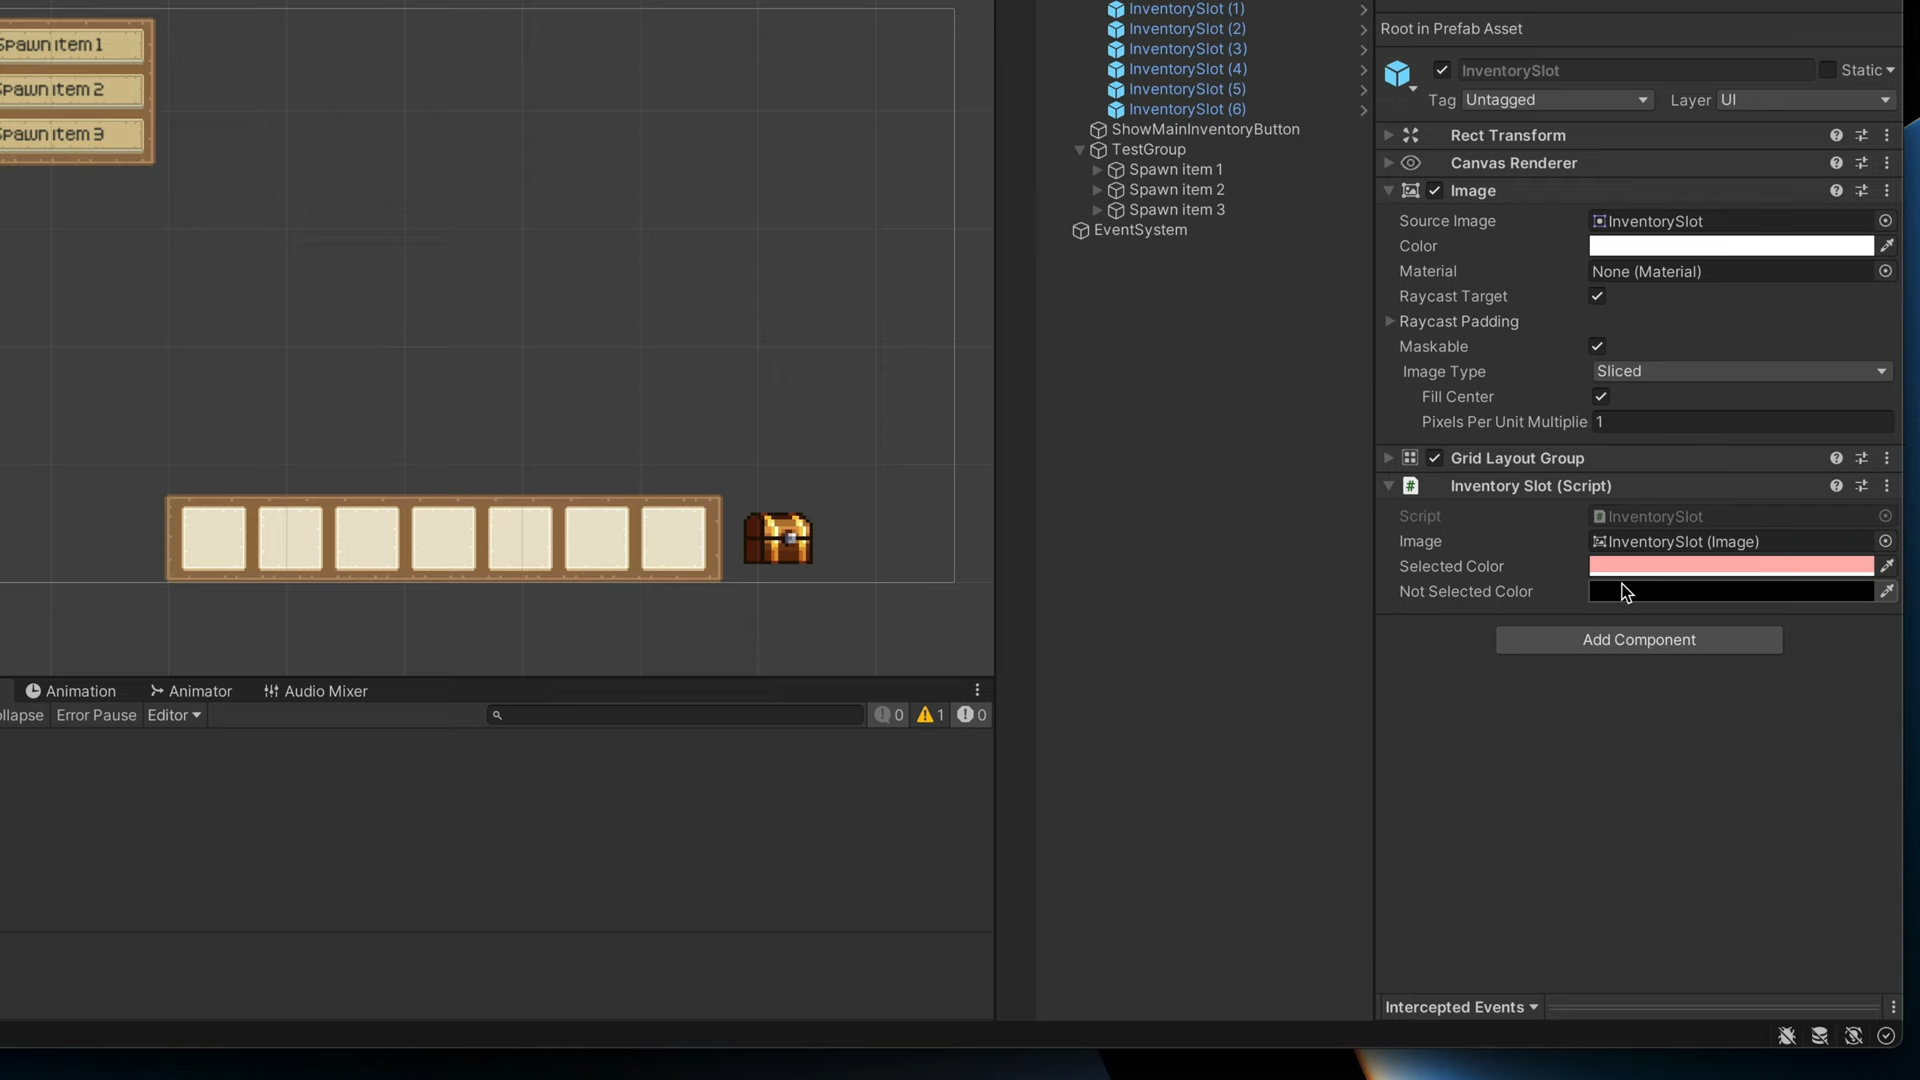 Spawn item 1
Spawn item 2
Spawn item 3
InventorySlot (1)
InventorySlot (2)
InventorySlot (3)
InventorySlot (4)
InventorySlot (5)
InventorySlot (6)
ShowMainInventoryButton
TestGroup
Spawn item 1
Spawn item 2
Spawn item 3
EventSystem
Root in Prefab Asset
InventorySlot
Static
Tag Untagged Layer UI
Rect Transform
Canvas Renderer
Image
Source Image InventorySlot
Color
Material None (Material)
Raycast Target
Raycast Padding
Maskable
Image Type Sliced
Fill Center
Pixels Per Unit Multiplie 1
Grid Layout Group
# Inventory Slot (Script)
Script InventorySlot
Image InventorySlot (Image)
Selected Color
Not Selected Color
Add Component
Animation Animator Audio Mixer
ollapse Error Pause Editor 0 1 0
Intercepted Events